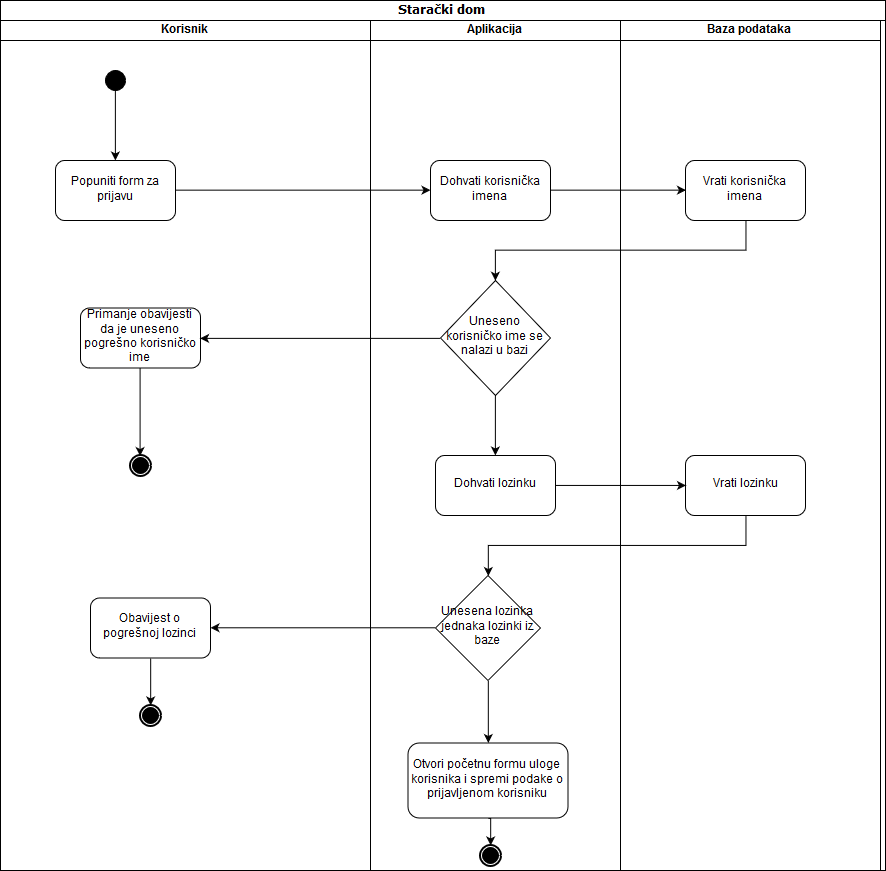 Starački dom
Korisnik
Aplikacija
Baza podataka
Popuniti form za
prijavu
Dohvati korisnička
imena
Vrati korisnička
imena
Uneseno
korisničko ime se
nalazi u bazi
Primanje obavijesti
da je uneseno
pogrešno korisničko
ime
Dohvati lozinku
Vrati lozinku
Unesena lozinka
jednaka lozinki iz
baze
Obavijest o
pogrešnoj lozinci
Otvori početnu formu uloge
korisnika i spremi podake o
prijavljenom korisniku